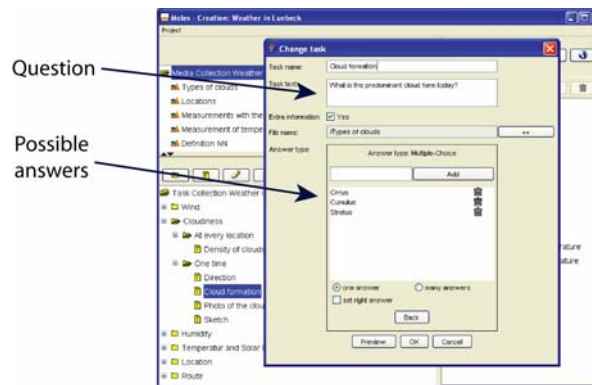 Moles - Creation: Weather in Luebeck
Project
Question
Possible
answers
Media Collection Weather
Types of clouds
Locations
Measurements with the
Measurement of tempe
Definition NN
Task Collection Weather
Wind
Cloudiness
At every location
Density of clouds
One time
Direction
Cloud formation
Photo of the clou
Sketch
Humidity
Temperatur and Solar
Location
Route
Change task
Task name:
Cloud formation
Task text:
What is the predominant cloud form today?
Extra information
Yes
File name:
/Types of clouds
<<
Answer type:
Answer type: Multiple-Choice
Add
Cirrus
Cumulus
Stratus
one answer
many answers
set right answer
Back
Preview
OK
Cancel
rature
ature